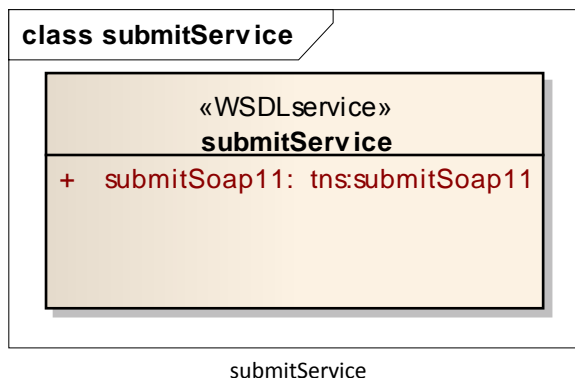 class submitService
«WSDLservice»
submitService
+ submitSoap11: tns:submitSoap11
submitService